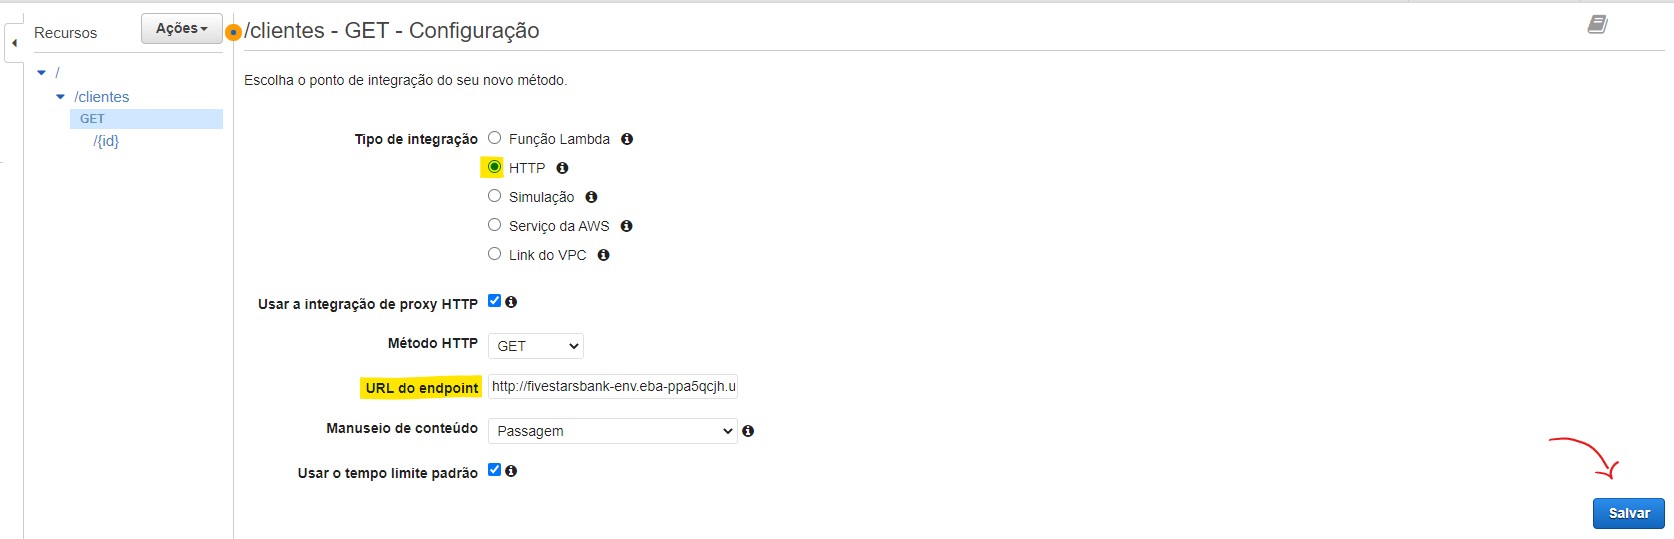 Recursos
Ações
/clientes - GET - Configuração
/
/clientes
GET
/{id}
Escolha o ponto de integração do seu novo método.
Tipo de integração
Função Lambda
HTTP
Simulação
Serviço da AWS
Link do VPC
Usar a integração de proxy HTTP
Método HTTP GET
URL do endpoint http://fivestarsbank-env.eba-ppa5qcjh.u
Manuseio de conteúdo Passagem
Usar o tempo limite padrão
Salvar